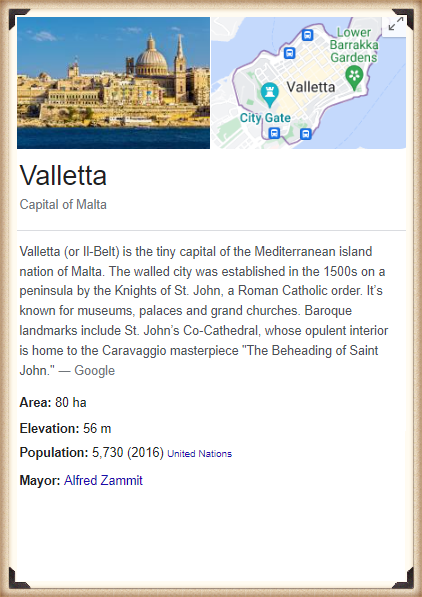 Lower
Barrakka
Gardens
Valletta
City Gate
Valletta
Capital of Malta
Valletta (or Il-Belt) is the tiny capital of the Mediterranean island
nation of Malta. The walled city was established in the 1500s on a
peninsula by the Knights of St. John, a Roman Catholic order. It's
known for museums, palaces and grand churches. Baroque
landmarks include St. John's Co-Cathedral, whose opulent interior
is home to the Caravaggio masterpiece "The Beheading of Saint
John." — Google
Area: 80 ha
Elevation: 56 m
Population: 5,730 (2016) United Nations
Mayor: Alfred Zammit